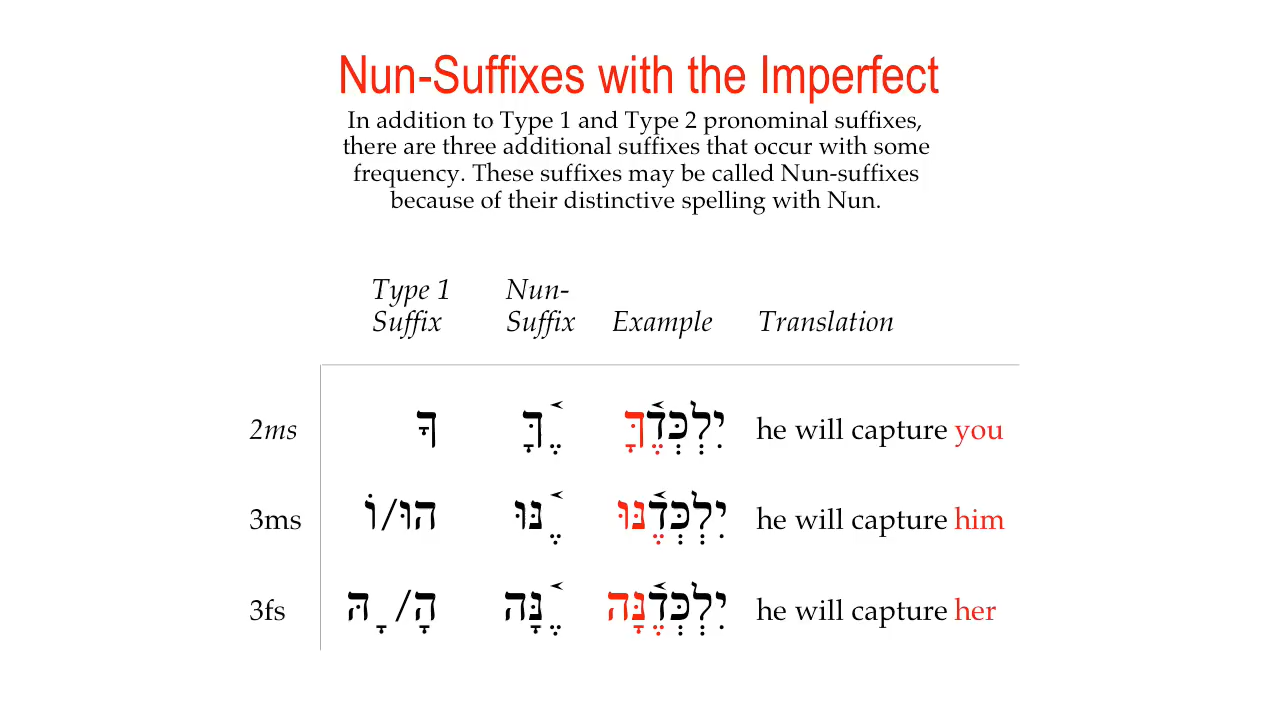 Nun-Suffixes with the Imperfect
In addition to Type 1 and Type 2 pronominal suffixes,
there are three additional suffixes that occur with some
frequency. These suffixes may be called Nun-suffixes
because of their distinctive spelling with Nun.
Type 1 Nun-
Suffix Suffix Example Translation
2ms ךָ ֶ֫ךָּ יִלְכְּדֶ֫ךָּ he will capture you
3ms הוּ/וֹ ֶ֫נּוּ יִלְכְּדֶ֫נּוּ he will capture him
3fs הָ/ ָהּ ֶ֫נָּה יִלְכְּדֶ֫נָּה he will capture her